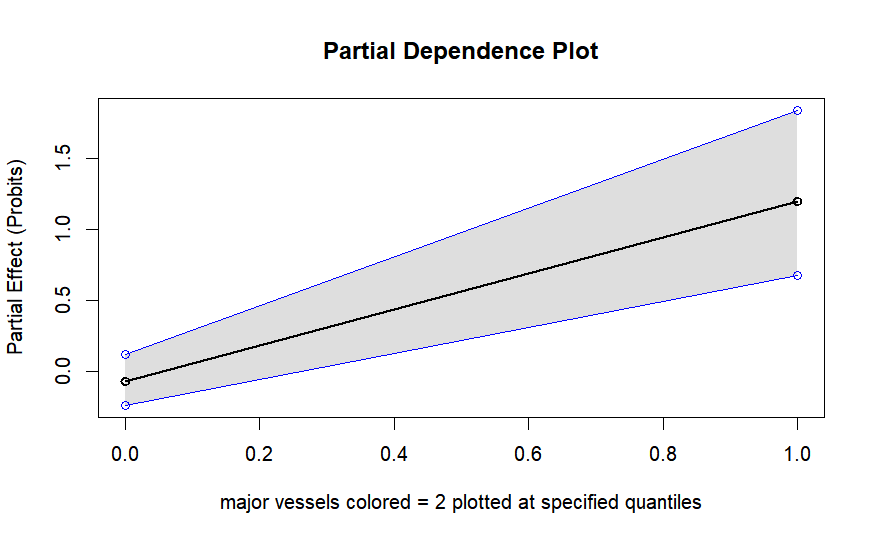 Partial Dependence Plot
Partial Effect (Probits)
1.5
1.0
0.5
0.0
0.0 0.2 0.4 0.6 0.8 1.0
major vessels colored = 2 plotted at specified quantiles